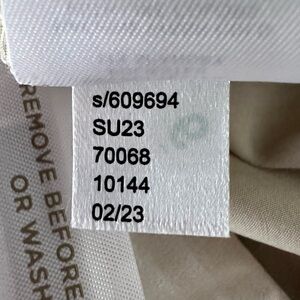 s/609694
SU23
70068
10144
02/23
REMOVE BEFORE
OR WASH